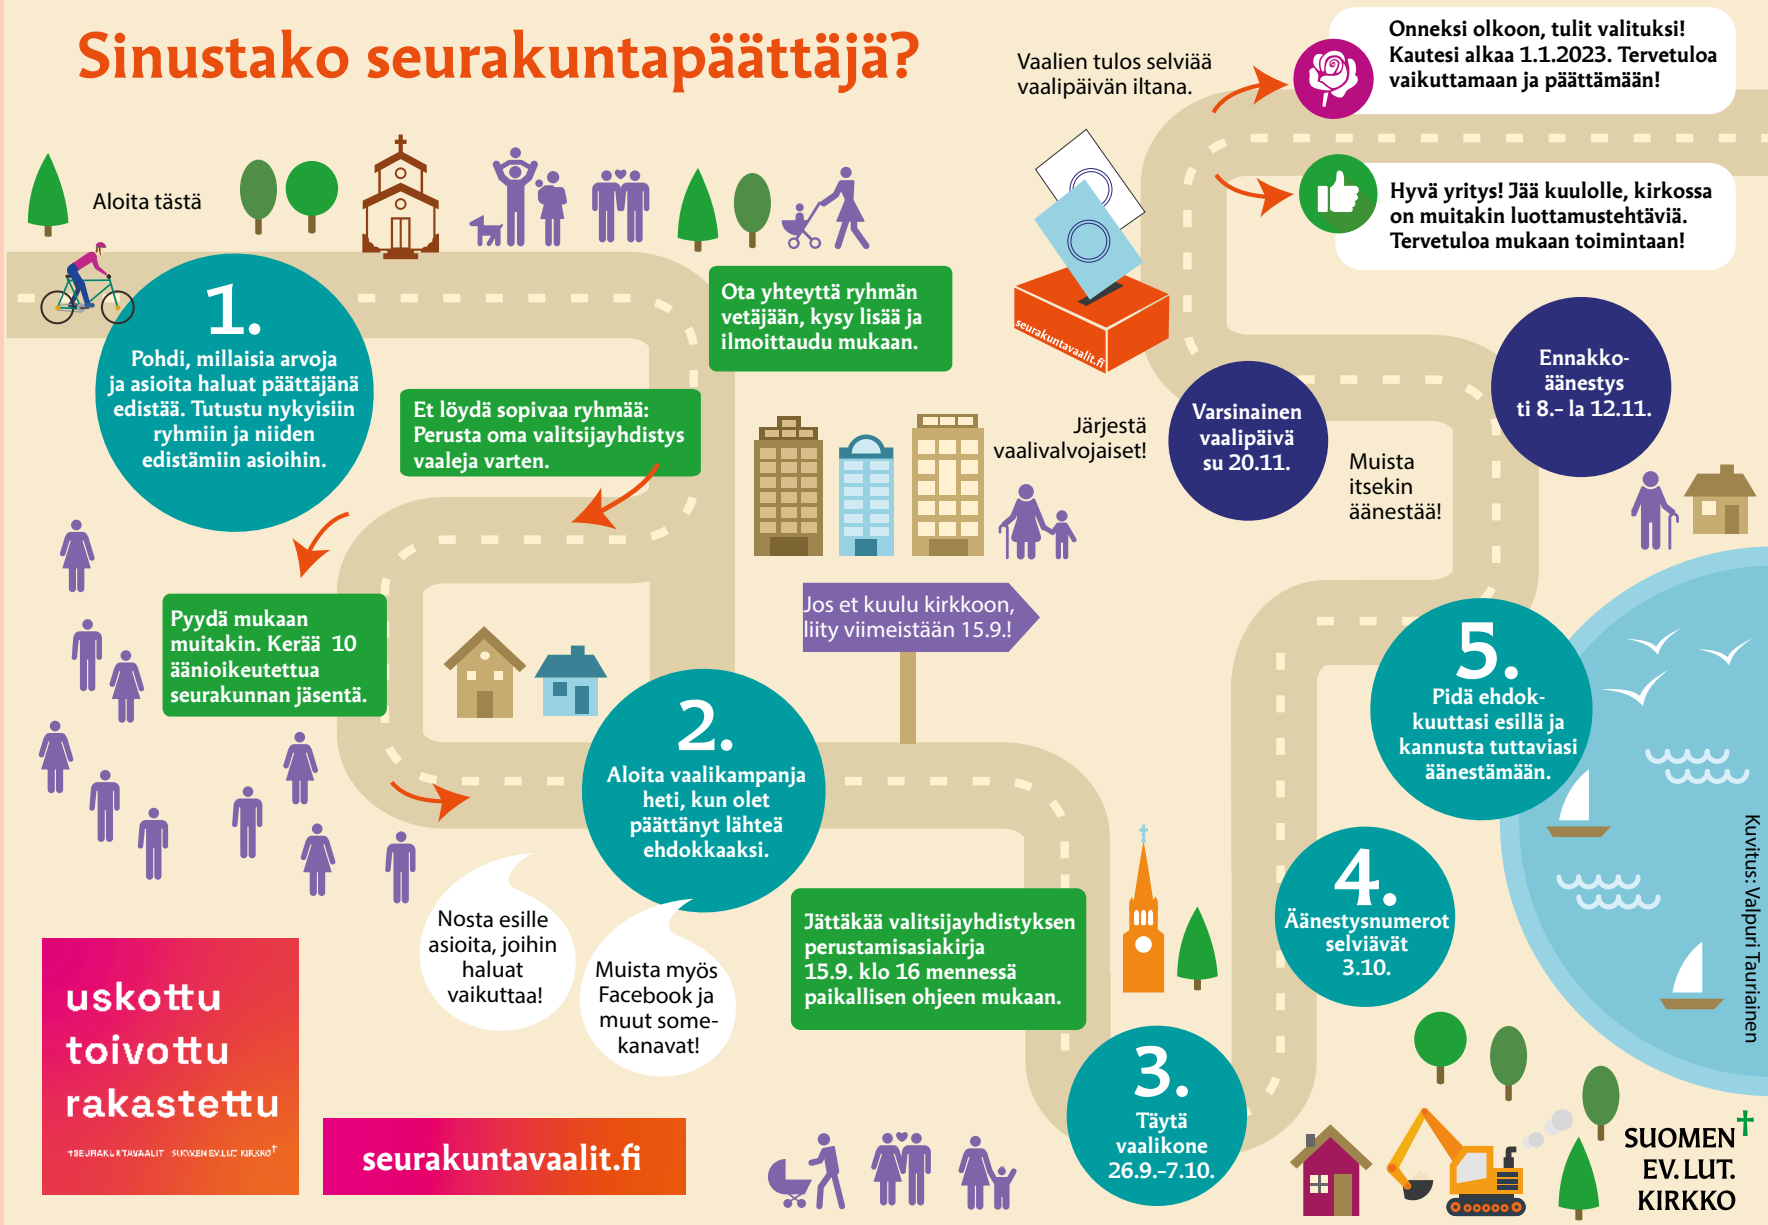 Sinustako seurakuntapäättäjä?
Aloita tästä
1.
Pohdi, millaisia arvoja
ja asioita haluat päättäjänä
edistää. Tutustu nykyisiin
ryhmiin ja niiden
edistämiin asioihin.
Ota yhteyttä ryhmän
vetäjään, kysy lisää ja
ilmoittaudu mukaan.
Et löydä sopivaa ryhmää:
Perusta oma valitsijayhdistys
vaaleja varten.
Pyydä mukaan
muitakin. Kerää 10
äänioikeutettua
seurakunnan jäsentä.
Jos et kuulu kirkkoon,
liity viimeistään 15.9.!
2.
Aloita vaalikampanja
heti, kun olet
päättänyt lähteä
ehdokkaaksi.
Nosta esille
asioita, joihin
haluat
vaikuttaa!
Muista myös
Facebook ja
muut some-
kanavat!
Jättäkää valitsijayhdistyksen
perustamisasiakirja
15.9. klo 16 mennessä
paikallisen ohjeen mukaan.
3.
Täytä
vaalikone
26.9.–7.10.
4.
Äänestysnumerot
selviävät
3.10.
5.
Pidä ehdok-
kuuttasi esillä ja
kannusta tuttaviasi
äänestämään.
Ennakko-
äänestys
ti 8.– la 12.11.
Muista
itsekin
äänestää!
Varsinainen
vaalipäivä
su 20.11.
Järjestä
vaalivalvojaiset!
seurakuntavaalit.fi
Vaalien tulos selviää
vaalipäivän iltana.
Onneksi olkoon, tulit valituksi!
Kautesi alkaa 1.1.2023. Tervetuloa
vaikuttamaan ja päättämään!
Hyvä yritys! Jää kuulolle, kirkossa
on muitakin luottamustehtäviä.
Tervetuloa mukaan toimintaan!
uskottu
toivottu
rakastettu
#SEURAKUNTAVAALIT SUOMEN EV.LUT. KIRKKO
seurakuntavaalit.fi
Kuvitus: Valpuri Tauriainen
SUOMEN
EV. LUT.
KIRKKO